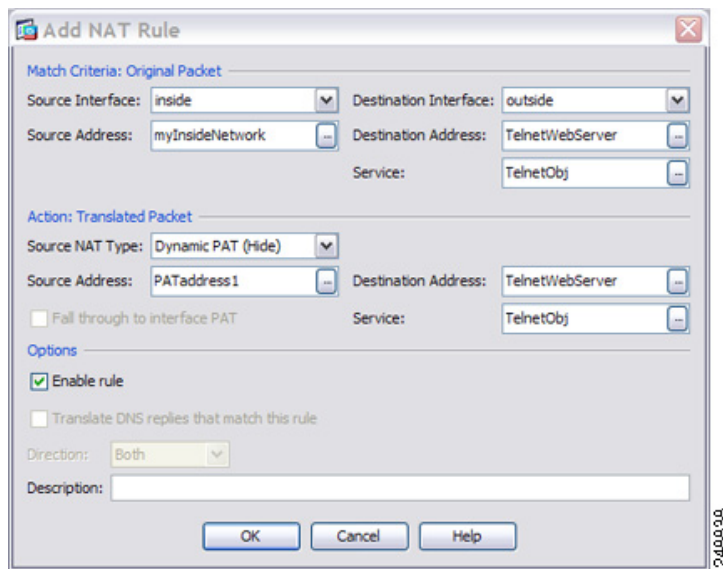 Add NAT Rule
Match Criteria: Original Packet
Source Interface: inside Destination Interface: outside
Source Address: myInsideNetwork ... Destination Address: TelnetWebServer ...
Service: TelnetObj ...
Action: Translated Packet
Source NAT Type: Dynamic PAT (Hide)
Source Address: PATaddress1 ... Destination Address: TelnetWebServer ...
Fall through to interface PAT Service: TelnetObj ...
Options
Enable rule
Translate DNS replies that match this rule
Direction: Both
Description:
OK Cancel Help
248839